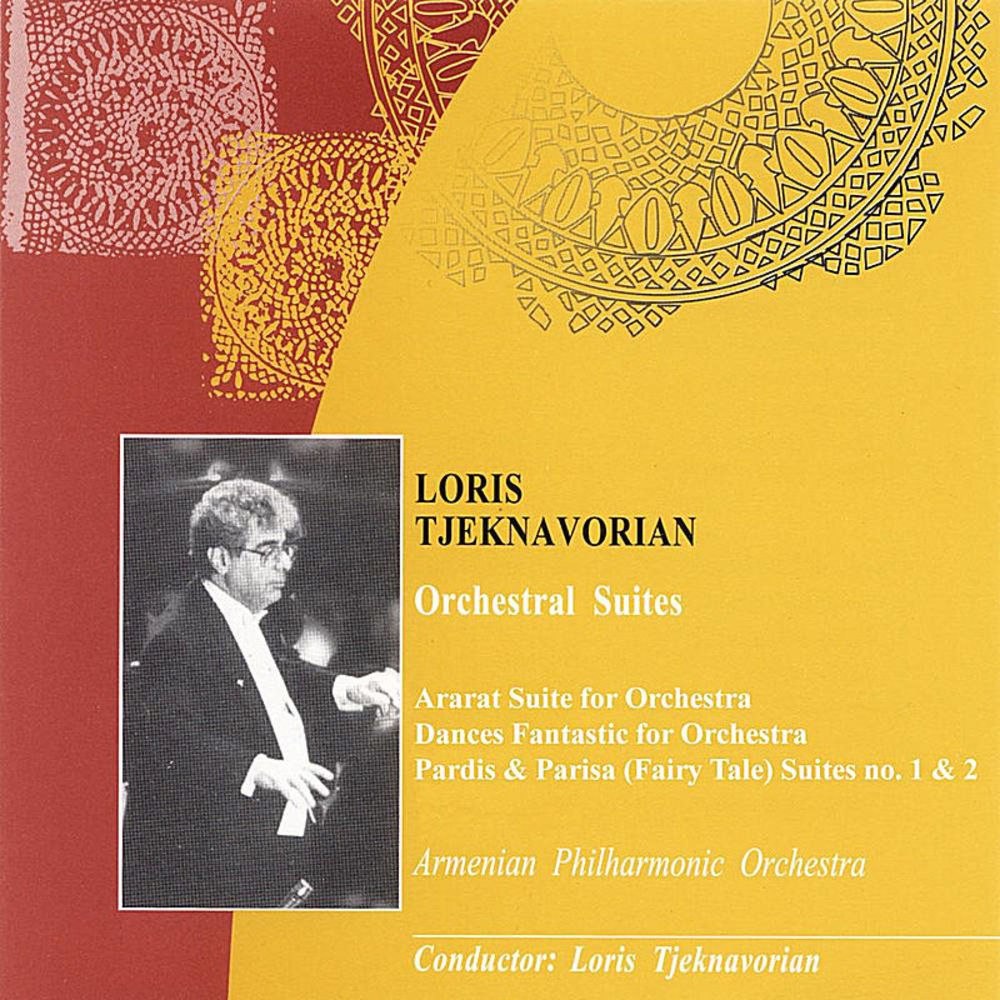 LORIS
TJEKNAVORIAN
Orchestral Suites
Ararat Suite for Orchestra
Dances Fantastic for Orchestra
Pardis & Parisa (Fairy Tale) Suites no. 1 & 2
Armenian Philharmonic Orchestra
Conductor: Loris Tjeknavorian